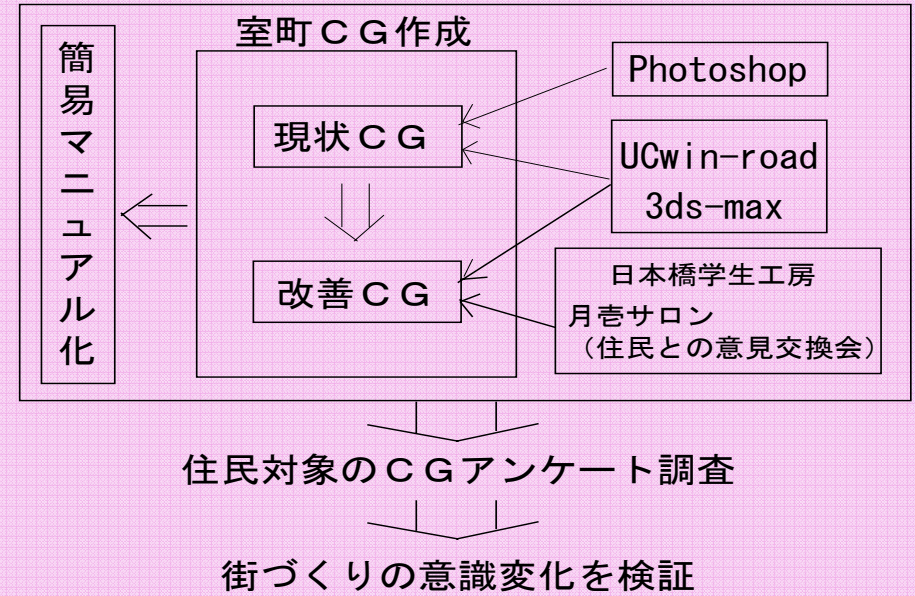 室町ＣＧ作成
簡易マニュアル化
現状ＣＧ
改善ＣＧ
Photoshop
UCwin-road
3ds-max
日本橋学生工房
月壱サロン
（住民との意見交換会）
住民対象のＣＧアンケート調査
街づくりの意識変化を検証